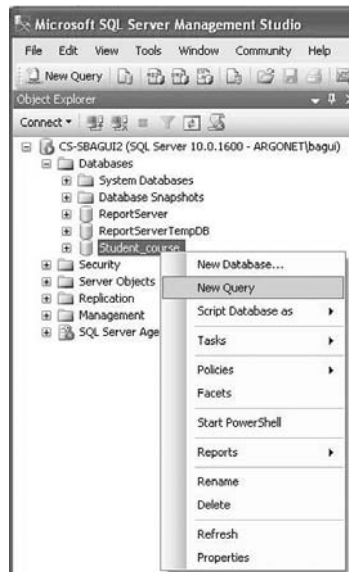 Microsoft SQL Server Management Studio
File Edit View Tools Window Community Help
New Query
Object Explorer
Connect
CS-SBAGUI2 (SQL Server 10.0.1600 - ARGONET\bagui)
Databases
System Databases
Database Snapshots
ReportServer
ReportServerTempDB
Student_course
Security
Server Objects
Replication
Management
SQL Server Age
New Database...
New Query
Script Database as
Tasks
Policies
Facets
Start PowerShell
Reports
Rename
Delete
Refresh
Properties